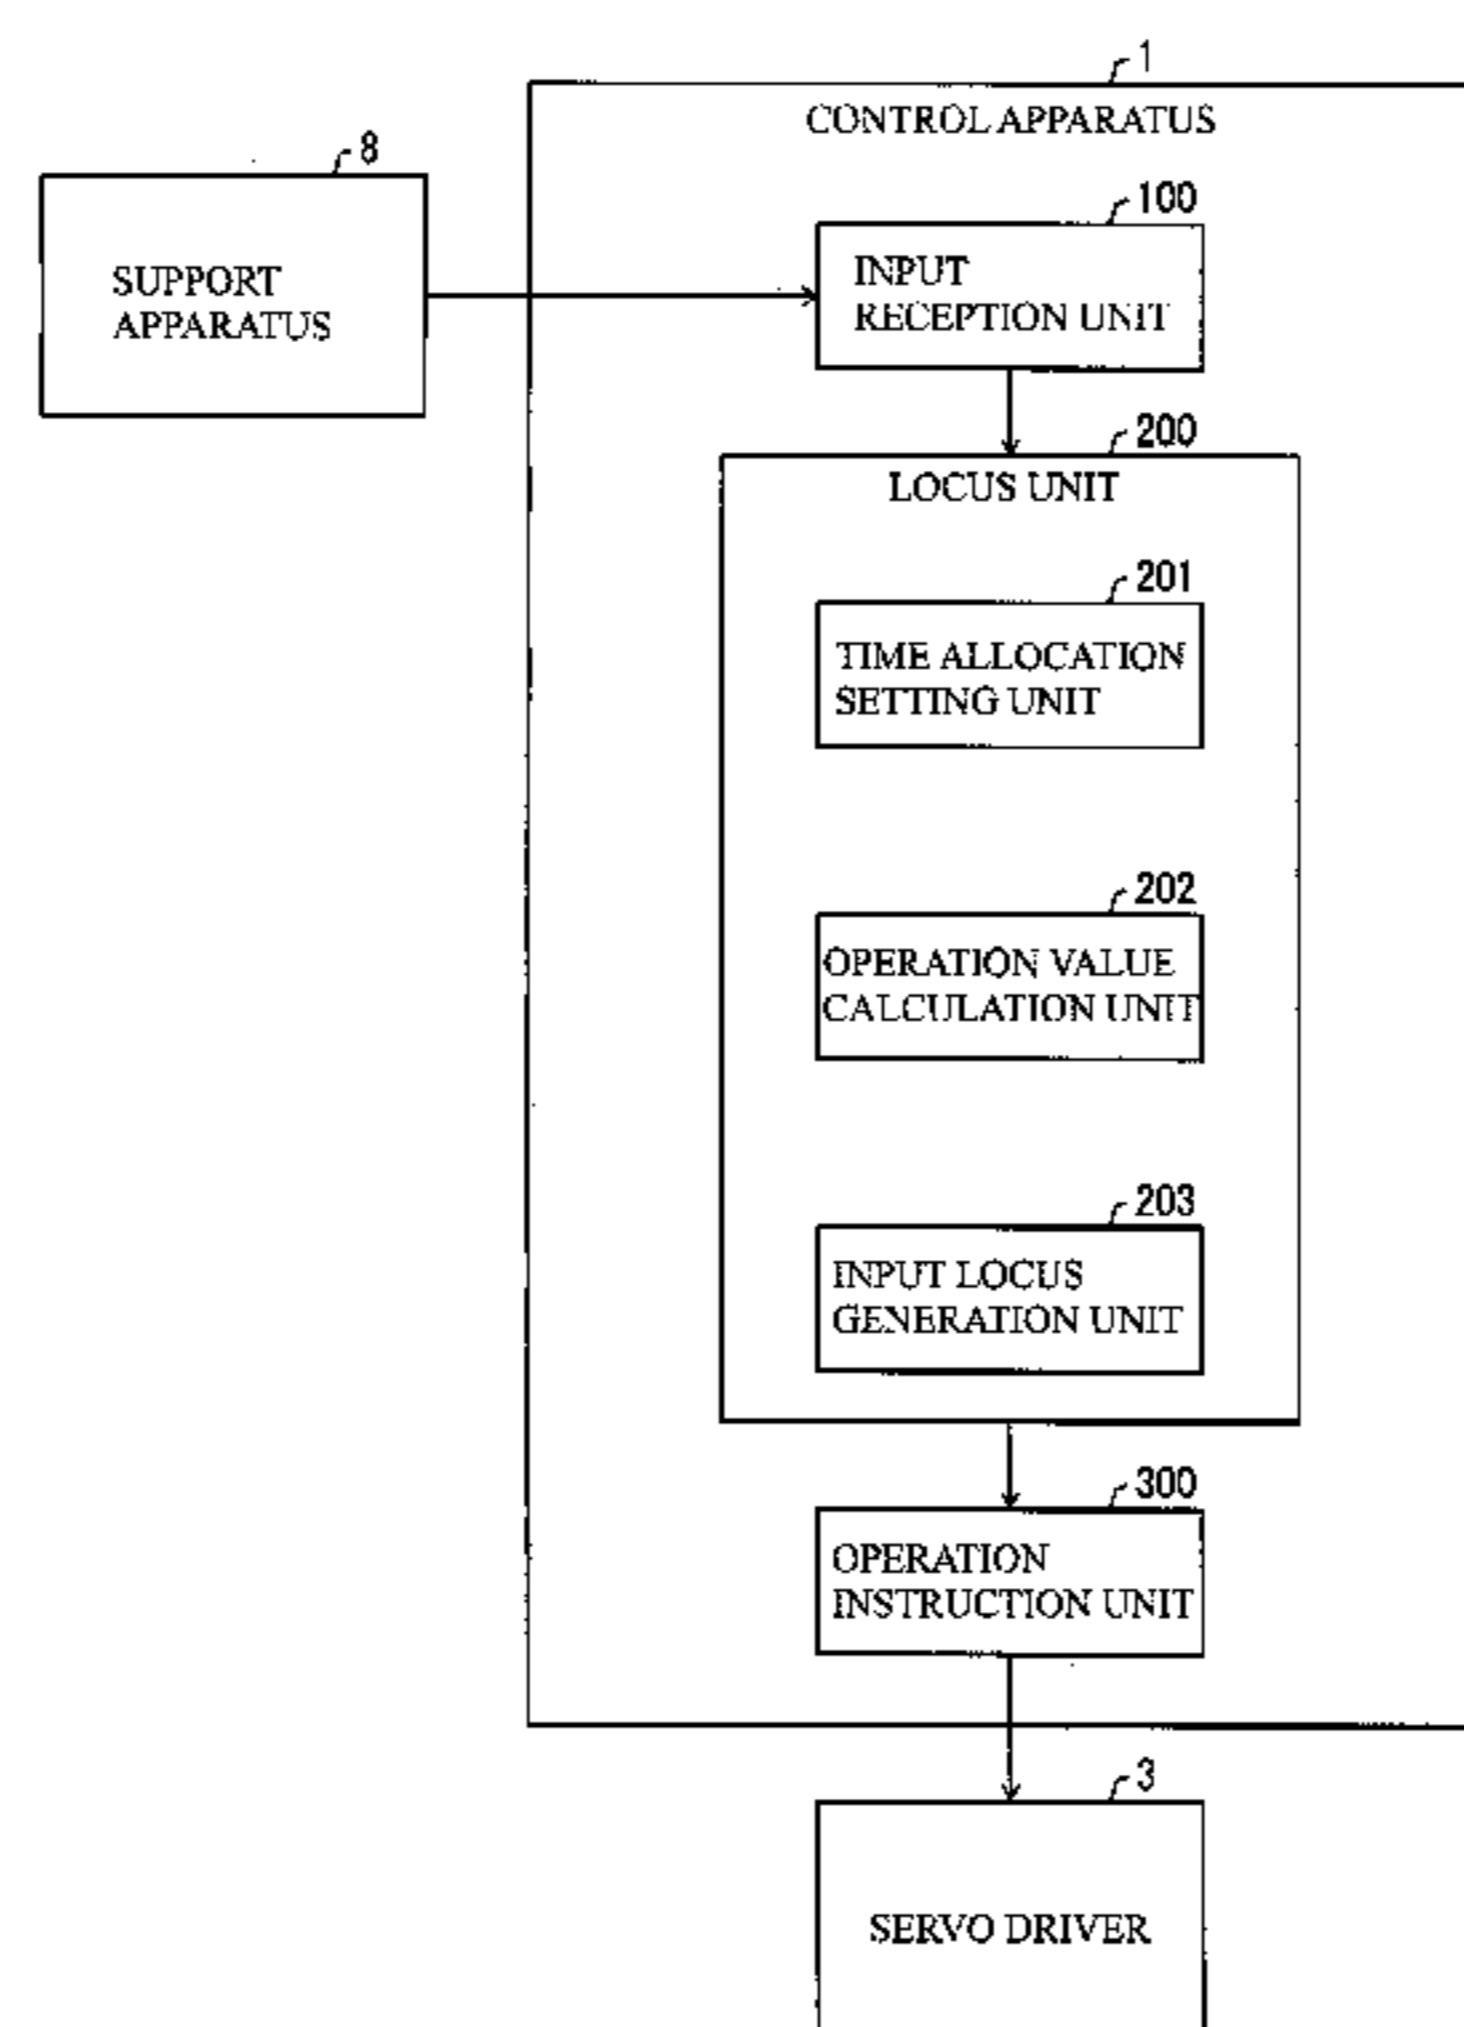 1
CONTROL APPARATUS
8
SUPPORT
APPARATUS
100
INPUT
RECEPTION UNIT
200
LOCUS UNIT
201
TIME ALLOCATION
SETTING UNIT
202
OPERATION VALUE
CALCULATION UNIT
203
INPUT LOCUS
GENERATION UNIT
300
OPERATION
INSTRUCTION UNIT
3
SERVO DRIVER